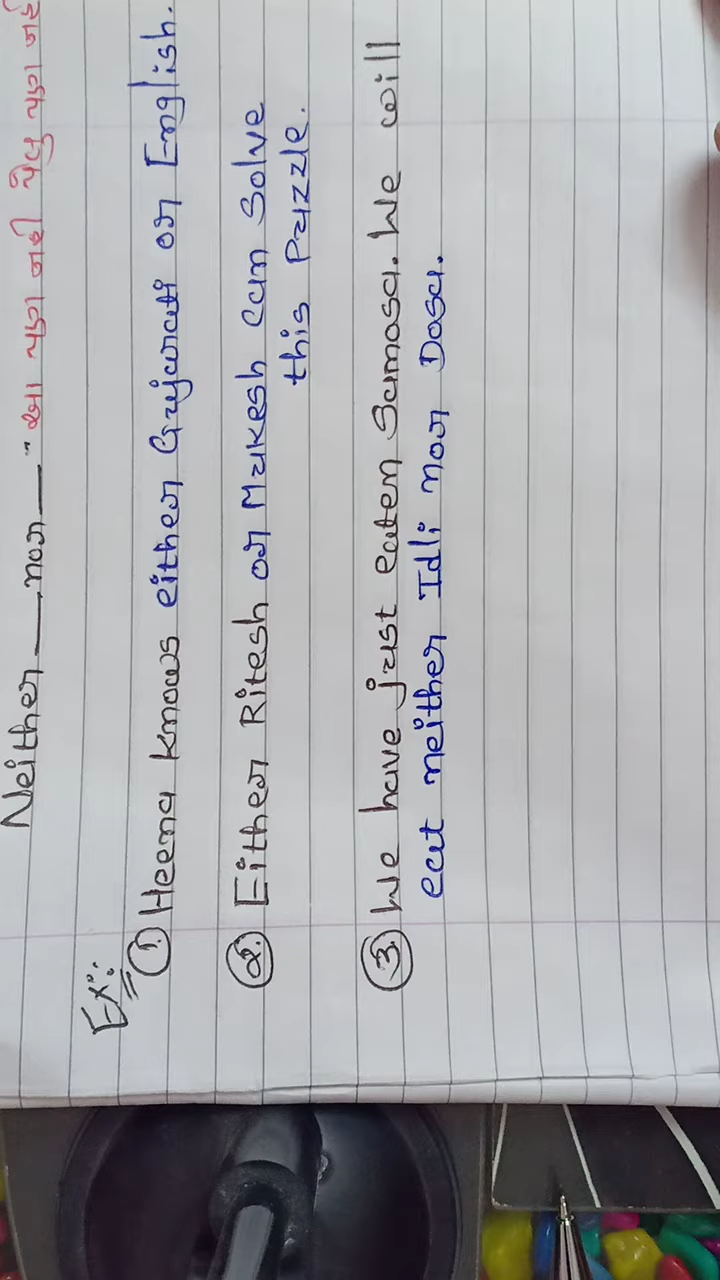 Neither ___ nor ___ " આ પણ નહી પેલુ પણ નહી
Ex:
1. Heena knows either Gujarati or English.
2. Either Ritesh or Mukesh can solve
this Puzzle.
3. We have just eaten Samosa. We will
eat neither Idli nor Dosa.